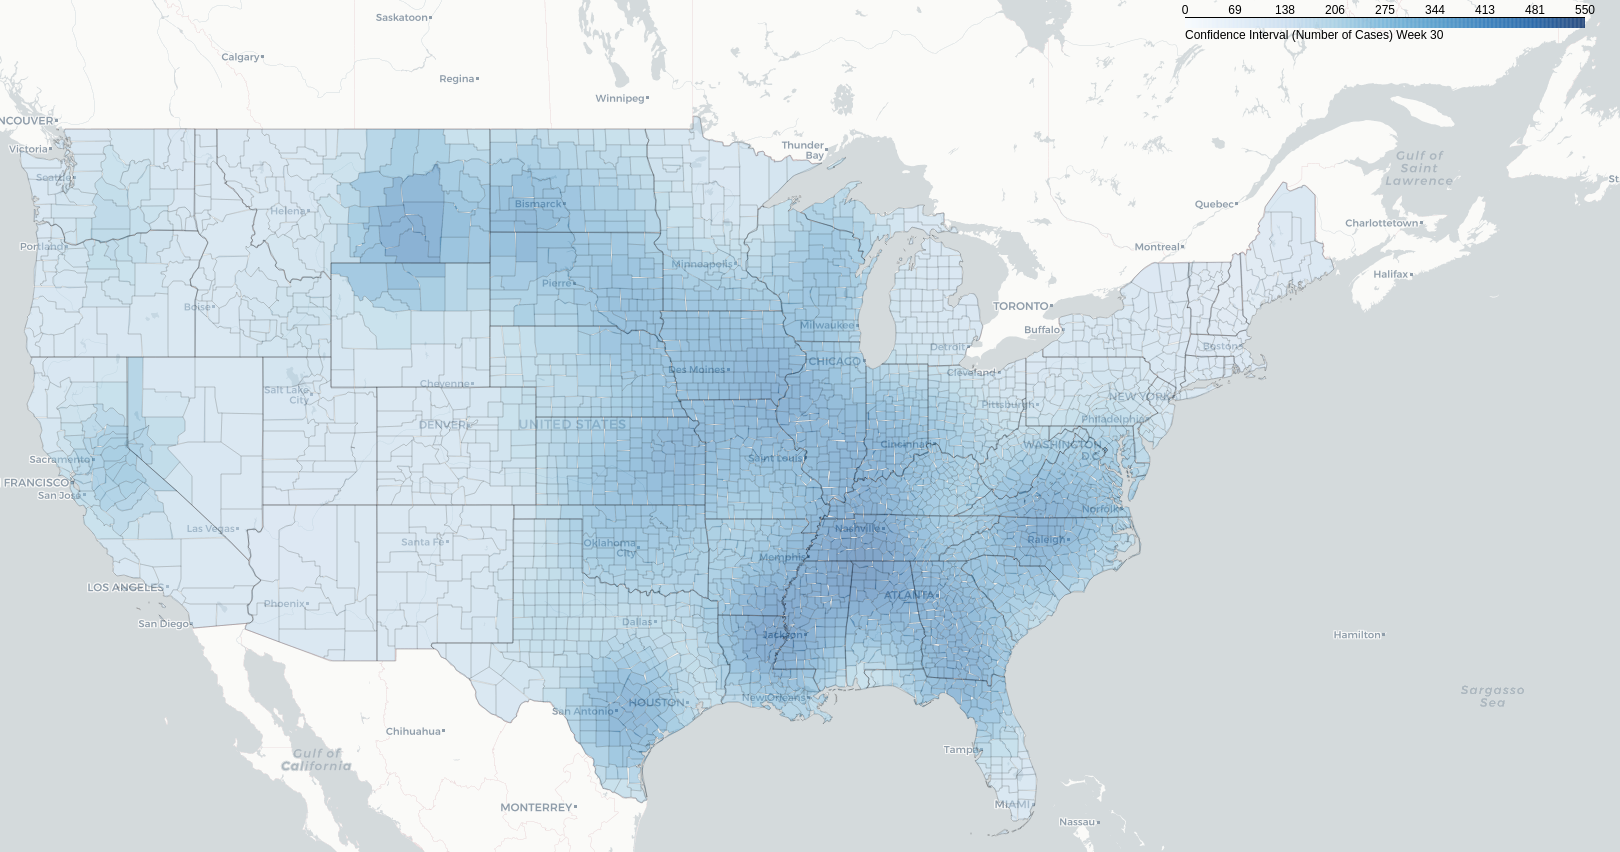 0 69 138 206 275 344 413 481 550
Confidence Interval (Number of Cases) Week 30
Saskatoon
Calgary
Regina
Winnipeg
NCOUVER
Victoria
Seattle
Thunder
Bay
Gulf of
Saint
Lawrence
St
Quebec
Charlottetown
Bismarck
Helena
Portland
Montreal
Halifax
Minneapolis
Pierre
Boise
TORONTO
Milwaukee
Buffalo
Detroit
Boston
CHICAGO
Des Moines
Cleveland
Cheyenne
Salt Lake
City
NEW YORK
Pittsburgh
Philadelphia
DENVER
UNITED STATES
Cincinnati
WASHINGTON
D.C.
Sacramento
Saint Louis
FRANCISCO
San Jose
Norfolk
Las Vegas
Nashville
Santa Fe
Raleigh
Oklahoma
City
Memphis
LOS ANGELES
ATLANTA
Phoenix
San Diego
Dallas
Jackson
Hamilton
Sargasso
Sea
New Orleans
HOUSTON
San Antonio
Chihuahua
Tampa
Gulf of
California
MONTERREY
MIAMI
Nassau